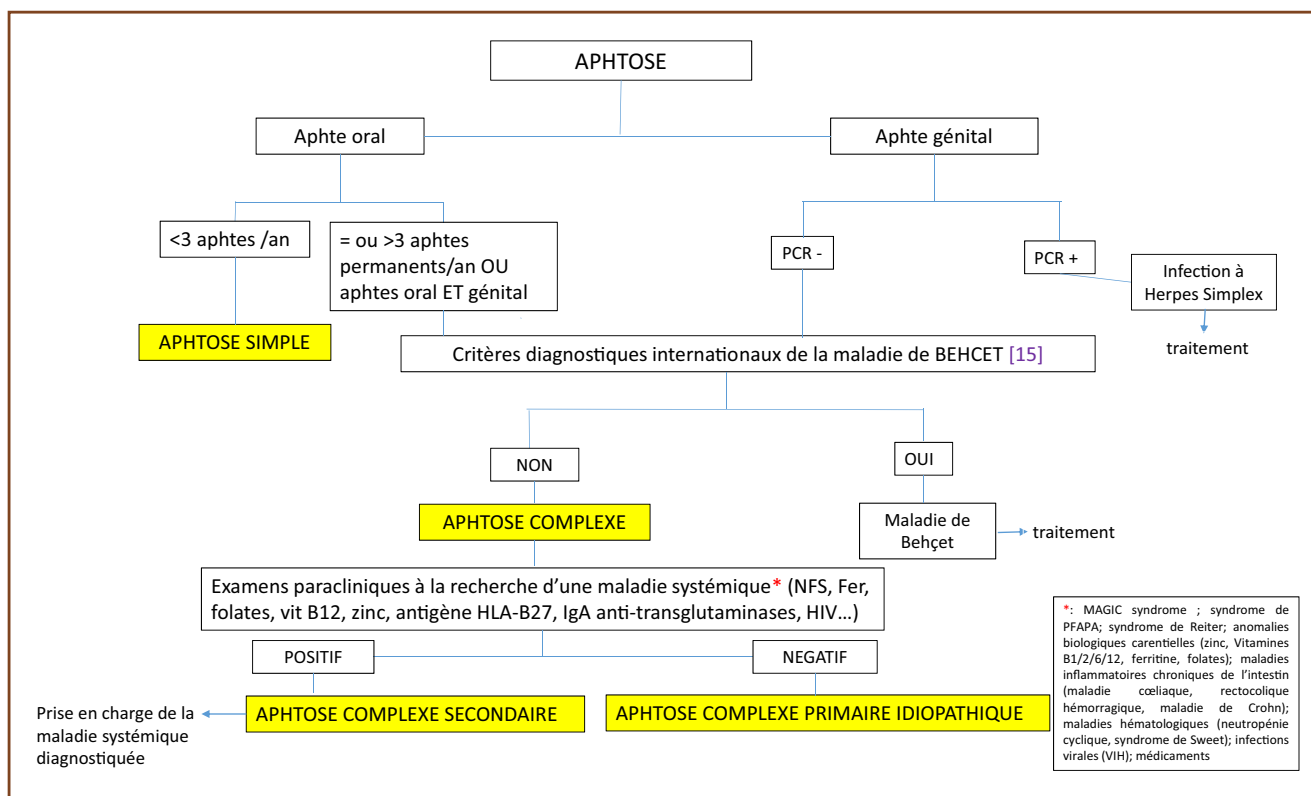 APHTOSE
Aphte oral
Aphte génital
<3 aphtes /an
= ou >3 aphtes
permanents/an OU
aphtes oral ET génital
PCR -
PCR +
Infection à
Herpes Simplex
traitement
APHTOSE SIMPLE
Critères diagnostiques internationaux de la maladie de BEHCET [15]
NON
OUI
APHTOSE COMPLEXE
Maladie de
Behçet
traitement
Examens paracliniques à la recherche d’une maladie systémique* (NFS, Fer,
folates, vit B12, zinc, antigène HLA-B27, IgA anti-transglutaminases, HIV…)
POSITIF
NEGATIF
Prise en charge de la
maladie systémique
diagnostiquée
APHTOSE COMPLEXE SECONDAIRE
APHTOSE COMPLEXE PRIMAIRE IDIOPATHIQUE
*: MAGIC syndrome ; syndrome de
PFAPA; syndrome de Reiter; anomalies
biologiques carentielles (zinc, Vitamines
B1/2/6/12, ferritine, folates); maladies
inflammatoires chroniques de l’intestin
(maladie cœliaque, rectocolique
hémorragique, maladie de Crohn);
maladies hématologiques (neutropénie
cyclique, syndrome de Sweet); infections
virales (VIH); médicaments